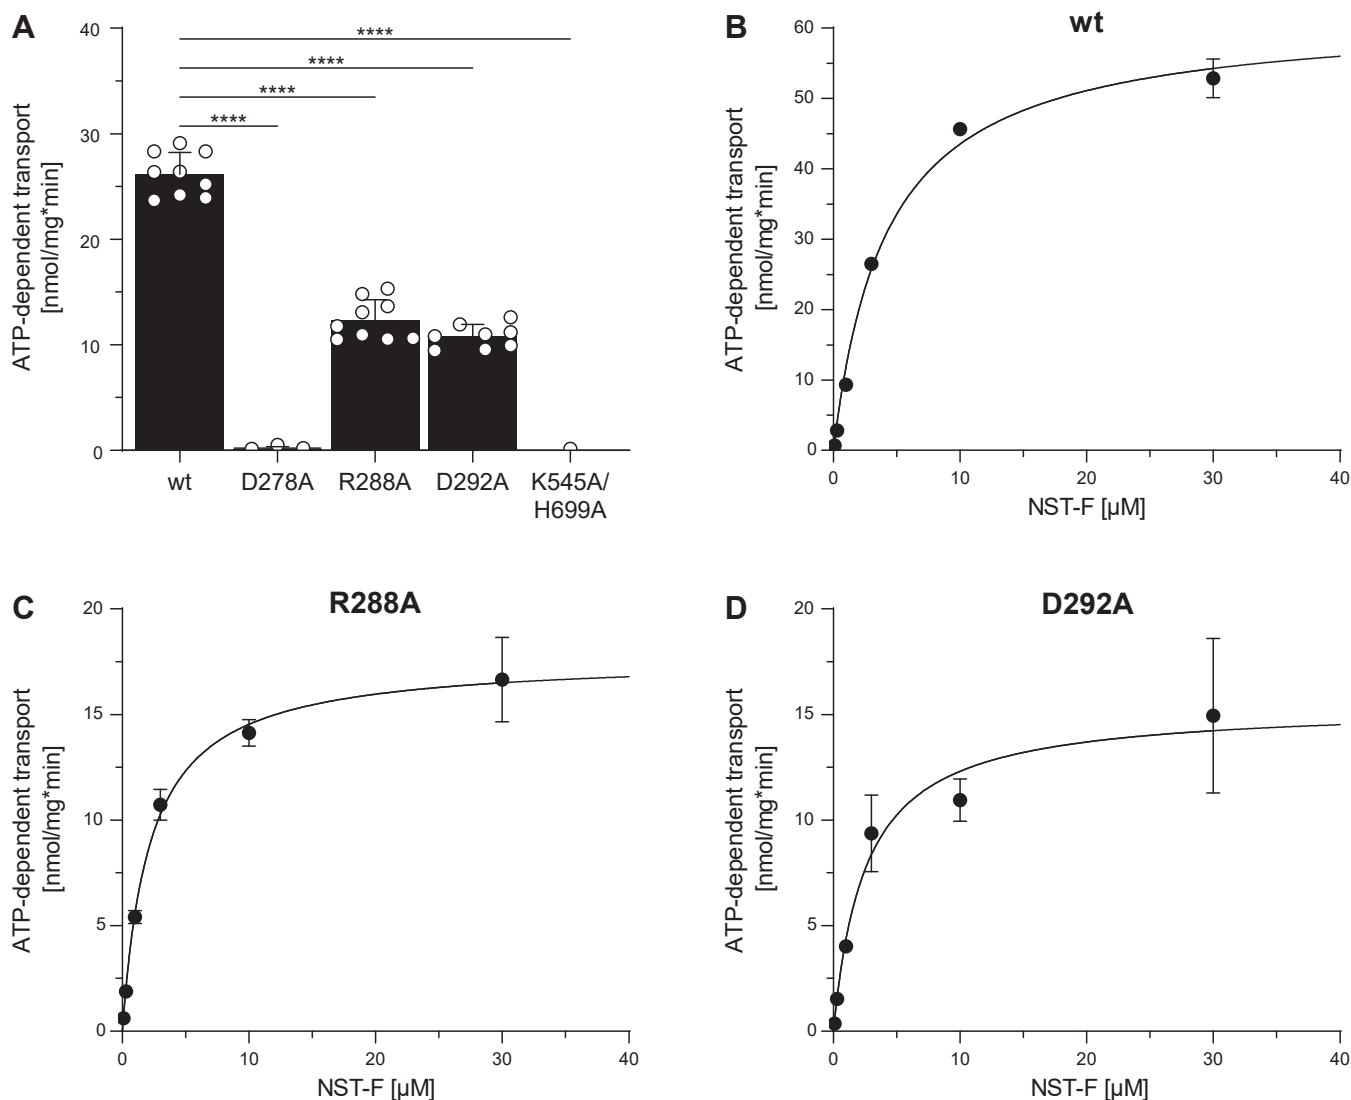 A
ATP-dependent transport
[nmol/mg*min]
40
30
20
10
0
****
****
****
****
wt
D278A
R288A
D292A
K545A/
H699A
B
wt
ATP-dependent transport
[nmol/mg*min]
60
50
40
30
20
10
0
0
10
20
30
40
NST-F [µM]
C
R288A
ATP-dependent transport
[nmol/mg*min]
20
15
10
5
0
0
10
20
30
40
NST-F [µM]
D
D292A
ATP-dependent transport
[nmol/mg*min]
20
15
10
5
0
0
10
20
30
40
NST-F [µM]